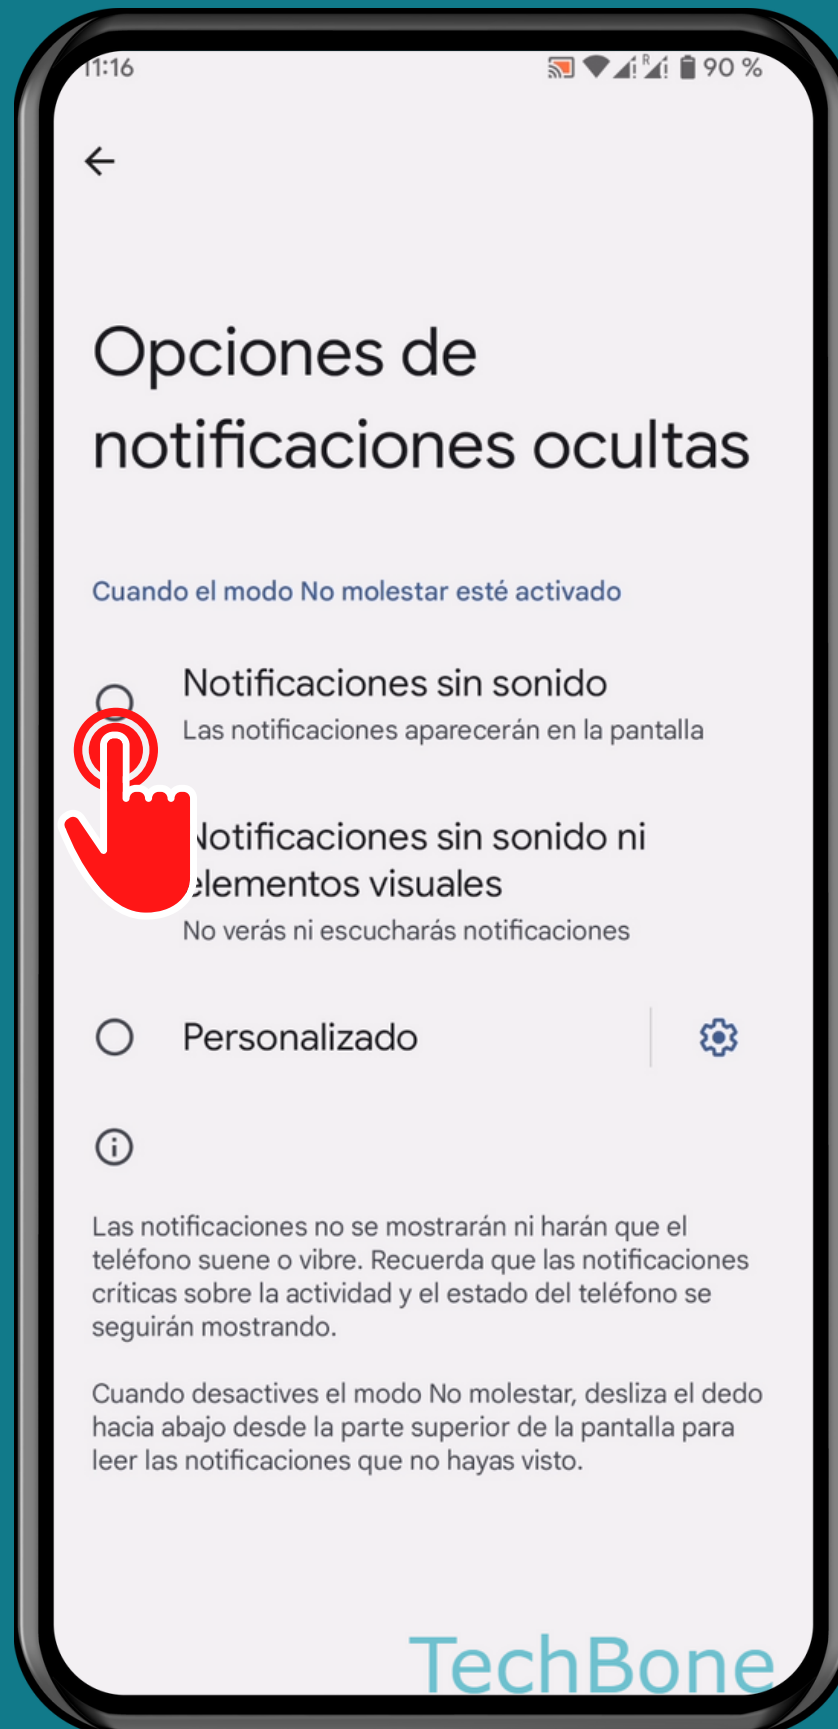 11:16
R
90 %
Opciones de
notificaciones ocultas
Cuando el modo No molestar esté activado
Notificaciones sin sonido
Las notificaciones aparecerán en la pantalla
Notificaciones sin sonido ni
elementos visuales
No verás ni escucharás notificaciones
Personalizado
Las notificaciones no se mostrarán ni harán que el
teléfono suene o vibre. Recuerda que las notificaciones
críticas sobre la actividad y el estado del teléfono se
seguirán mostrando.
Cuando desactives el modo No molestar, desliza el dedo
hacia abajo desde la parte superior de la pantalla para
leer las notificaciones que no hayas visto.
TechBone